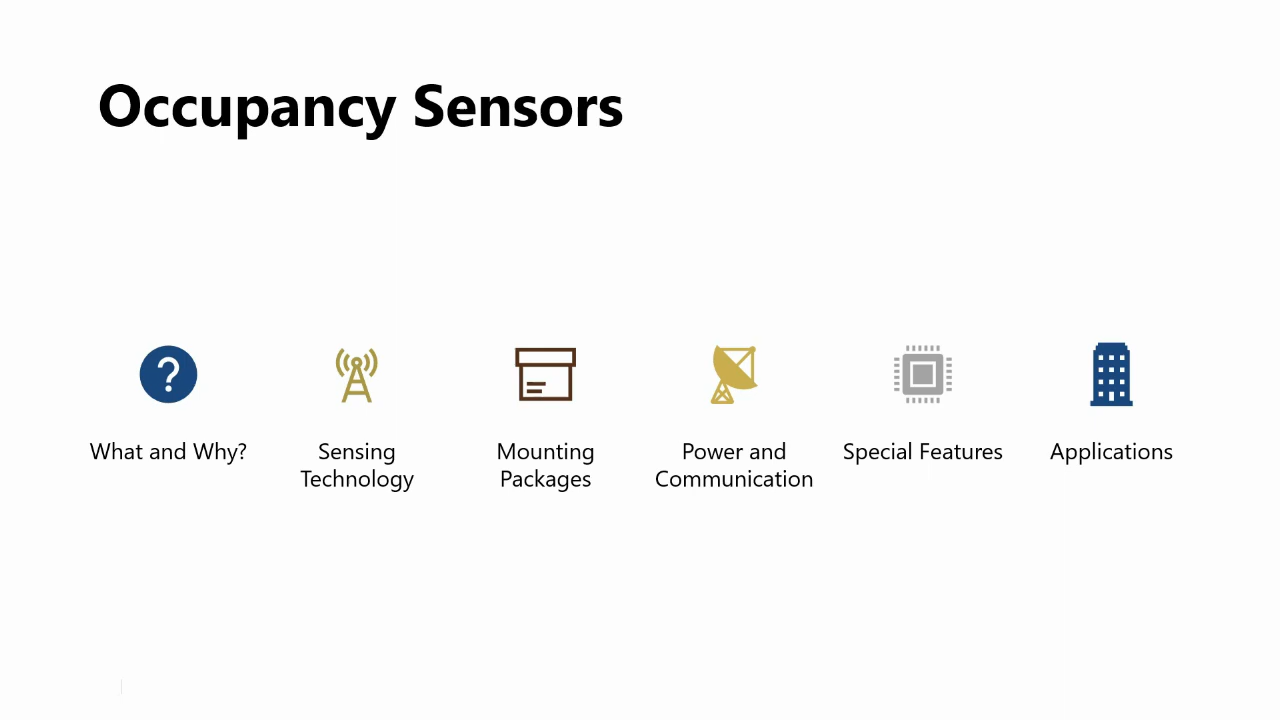 Occupancy Sensors
What and Why?
Sensing
Technology
Mounting
Packages
Power and
Communication
Special Features
Applications